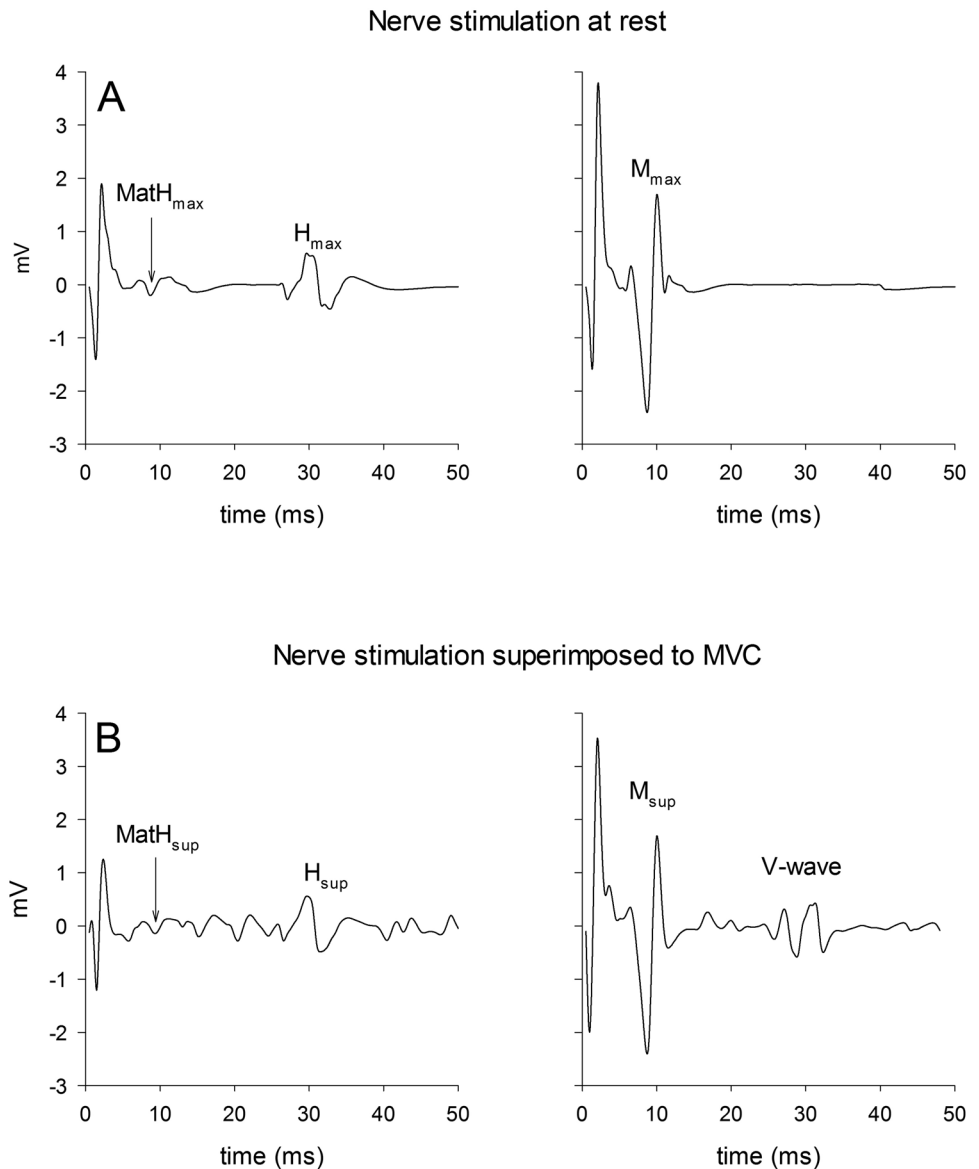 Nerve stimulation at rest
A
4
3
2
1
0
-1
-2
-3
mV
MatHmax
Hmax
Mmax
0 10 20 30 40 50
0 10 20 30 40 50
time (ms)
time (ms)
Nerve stimulation superimposed to MVC
B
4
3
2
1
0
-1
-2
-3
mV
MatHsup
Hsup
Msup
V-wave
0 10 20 30 40 50
0 10 20 30 40 50
time (ms)
time (ms)